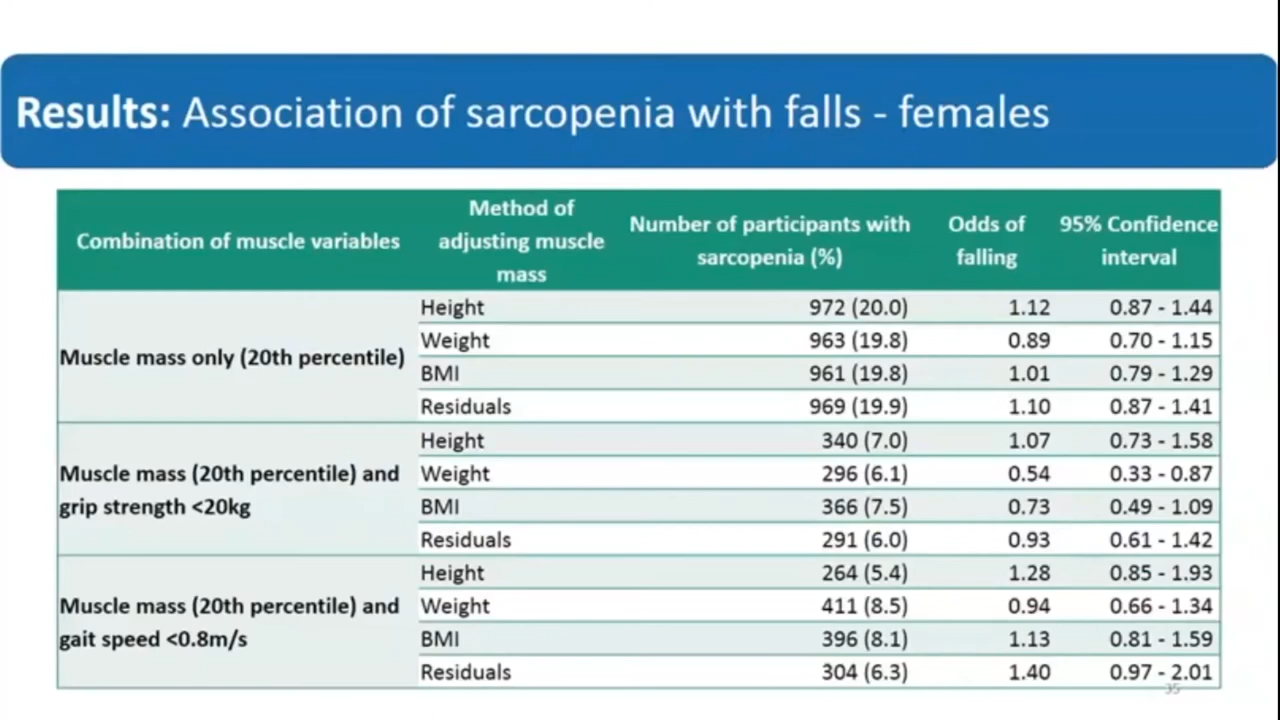 Results: Association of sarcopenia with falls - females
Combination of muscle variables
Method of
adjusting muscle
mass
Number of participants with
sarcopenia (%)
Odds of
falling
95% Confidence
interval
Muscle mass only (20th percentile)
Height 972 (20.0) 1.12 0.87 - 1.44
Weight 963 (19.8) 0.89 0.70 - 1.15
BMI 961 (19.8) 1.01 0.79 - 1.29
Residuals 969 (19.9) 1.10 0.87 - 1.41
Muscle mass (20th percentile) and
grip strength <20kg
Height 340 (7.0) 1.07 0.73 - 1.58
Weight 296 (6.1) 0.54 0.33 - 0.87
BMI 366 (7.5) 0.73 0.49 - 1.09
Residuals 291 (6.0) 0.93 0.61 - 1.42
Muscle mass (20th percentile) and
gait speed <0.8m/s
Height 264 (5.4) 1.28 0.85 - 1.93
Weight 411 (8.5) 0.94 0.66 - 1.34
BMI 396 (8.1) 1.13 0.81 - 1.59
Residuals 304 (6.3) 1.40 0.97 - 2.01
35